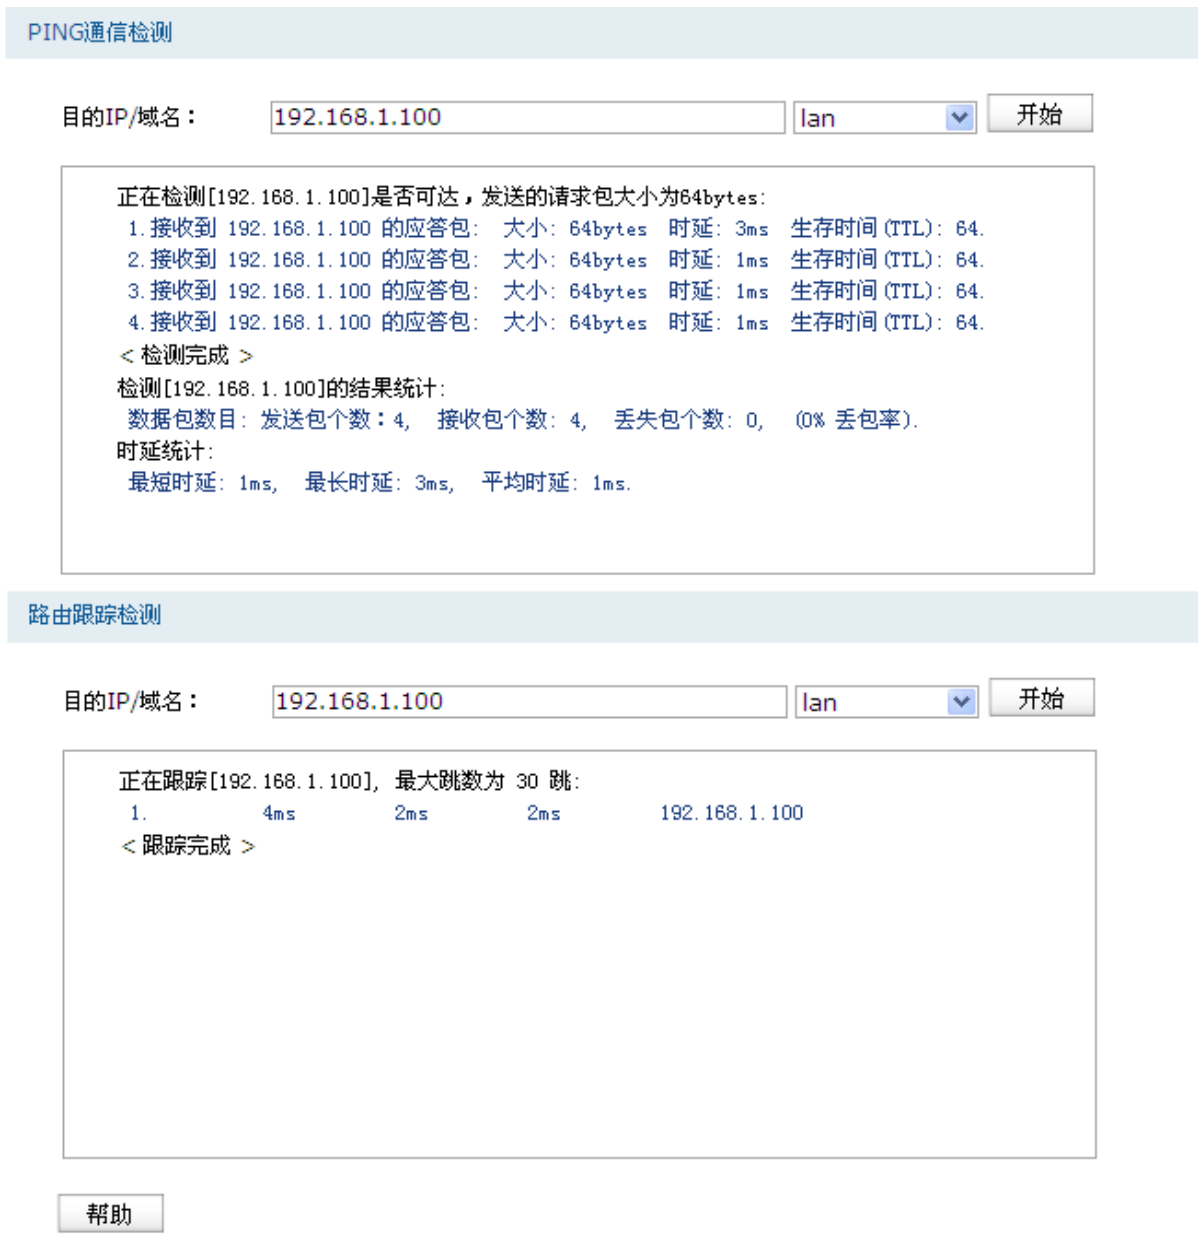 PING通信检测
目的IP/域名： 192.168.1.100 lan 开始
正在检测[192.168.1.100]是否可达，发送的请求包大小为64bytes:
1.接收到 192.168.1.100 的应答包: 大小: 64bytes 时延: 3ms 生存时间(TTL): 64.
2.接收到 192.168.1.100 的应答包: 大小: 64bytes 时延: 1ms 生存时间(TTL): 64.
3.接收到 192.168.1.100 的应答包: 大小: 64bytes 时延: 1ms 生存时间(TTL): 64.
4.接收到 192.168.1.100 的应答包: 大小: 64bytes 时延: 1ms 生存时间(TTL): 64.
< 检测完成 >
检测[192.168.1.100]的结果统计:
数据包数目: 发送包个数：4, 接收包个数: 4, 丢失包个数: 0, (0% 丢包率).
时延统计:
最短时延: 1ms, 最长时延: 3ms, 平均时延: 1ms.
路由跟踪检测
目的IP/域名： 192.168.1.100 lan 开始
正在跟踪[192.168.1.100], 最大跳数为 30 跳:
1. 4ms 2ms 2ms 192.168.1.100
< 跟踪完成 >
帮助